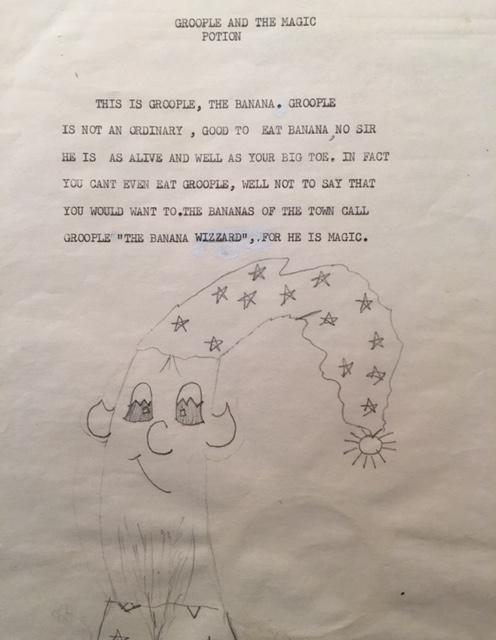 GROOPLE AND THE MAGIC
POTION
THIS IS GROOPLE, THE BANANA. GROOPLE
IS NOT AN ORDINARY , GOOD TO EAT BANANA,NO SIR
HE IS AS ALIVE AND WELL AS YOUR BIG TOE. IN FACT
YOU CANT EVEN EAT GROOPLE, WELL NOT TO SAY THAT
YOU WOULD WANT TO.THE BANANAS OF THE TOWN CALL
GROOPLE "THE BANANA WIZZARD",.FOR HE IS MAGIC.